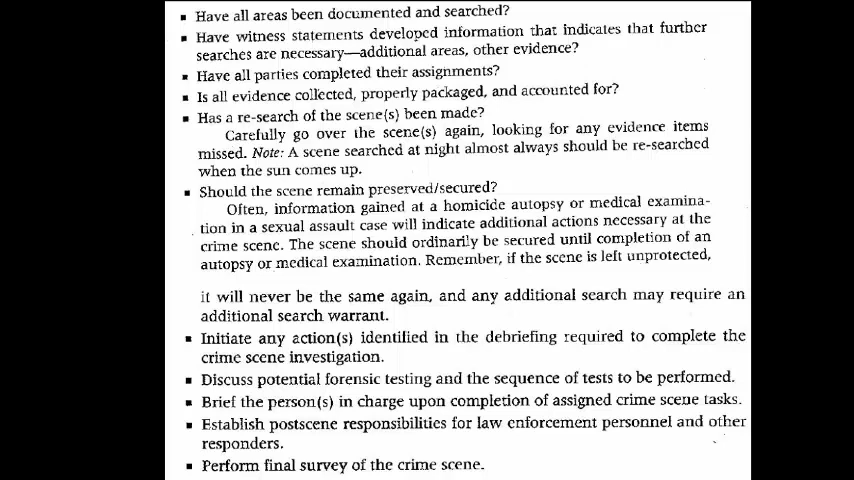 ▪ Have all areas been documented and searched?
▪ Have witness statements developed information that indicates that further
searches are necessary—additional areas, other evidence?
▪ Have all parties completed their assignments?
▪ Is all evidence collected, properly packaged, and accounted for?
▪ Has a re-search of the scene(s) been made?
Carefully go over the scene(s) again, looking for any evidence items
missed. Note: A scene searched at night almost always should be re-searched
when the sun comes up.
▪ Should the scene remain preserved/secured?
Often, information gained at a homicide autopsy or medical examina-
tion in a sexual assault case will indicate additional actions necessary at the
crime scene. The scene should ordinarily be secured until completion of an
autopsy or medical examination. Remember, if the scene is left unprotected,
it will never be the same again, and any additional search may require an
additional search warrant.
▪ Initiate any action(s) identified in the debriefing required to complete the
crime scene investigation.
▪ Discuss potential forensic testing and the sequence of tests to be performed.
▪ Brief the person(s) in charge upon completion of assigned crime scene tasks.
▪ Establish postscene responsibilities for law enforcement personnel and other
responders.
▪ Perform final survey of the crime scene.